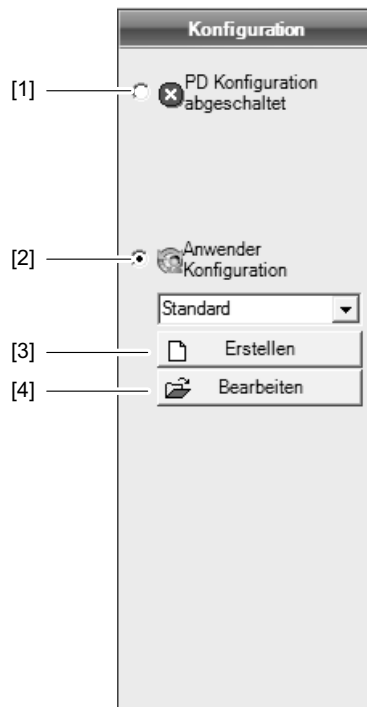 Konfiguration
[1]
PD Konfiguration
abgeschaltet
[2]
Anwender
Konfiguration
Standard
[3]
Erstellen
[4]
Bearbeiten